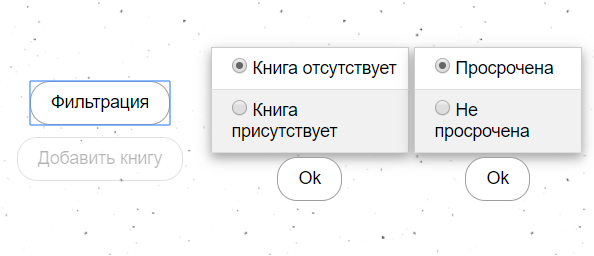 Фильтрация
Добавить книгу
Книга отсутствует
Книга
присутствует
Ok
Просрочена
Не
просрочена
Ok